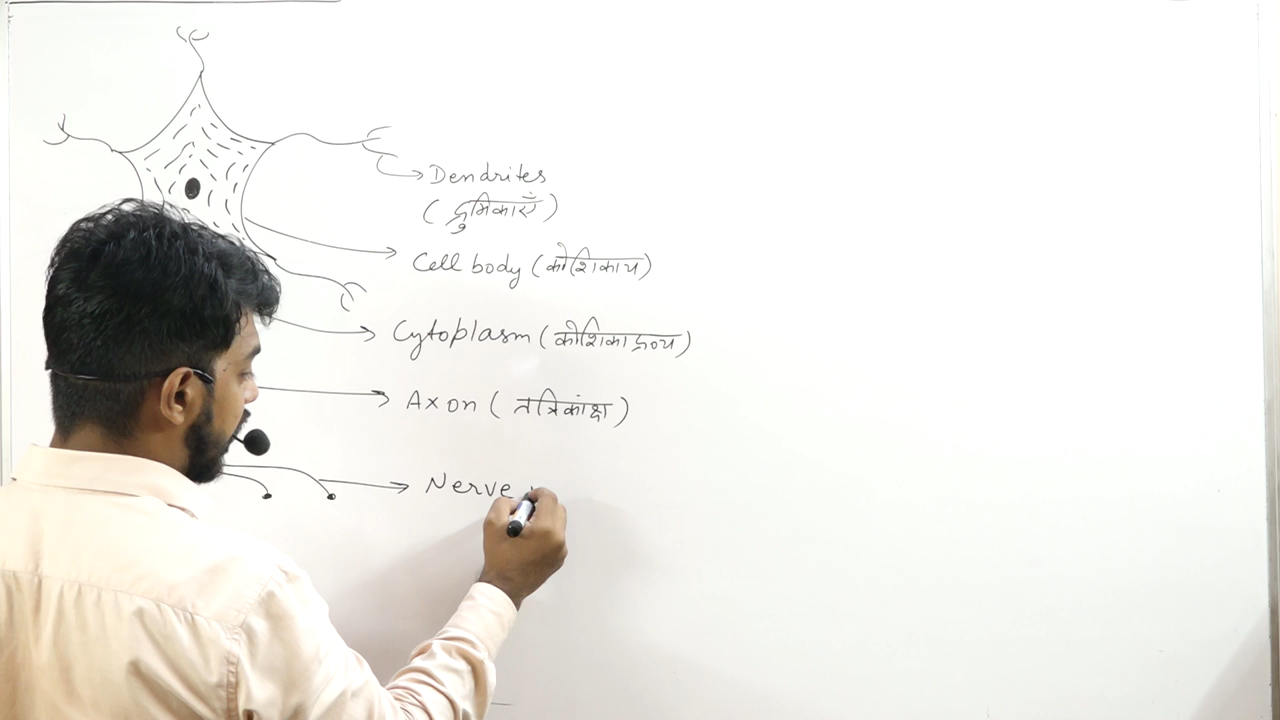 Dendrites
(द्रुमिकाएँ)
Cell body (कोशिकाय)
Cytoplasm (कोशिका द्रव्य)
Axon ( तंत्रिकाक्ष )
Nerve